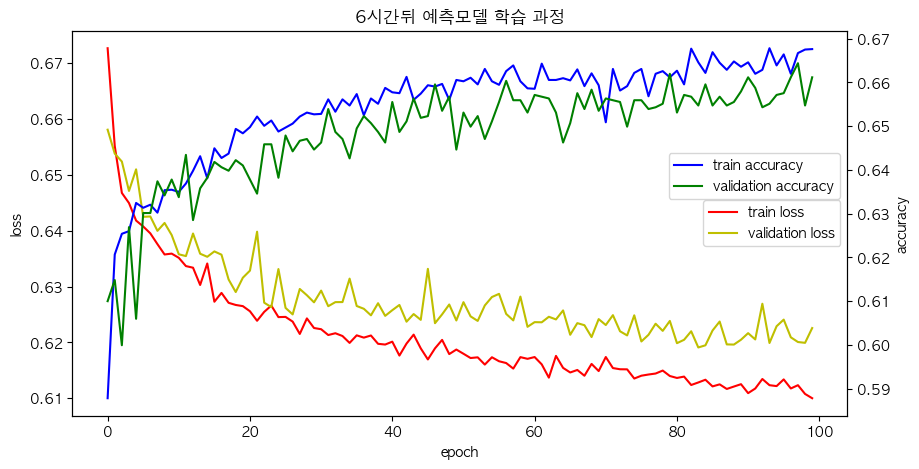 6시간뒤 예측모델 학습 과정
0.67
0.66
0.65
0.64
0.63
0.62
0.61
loss
0.67
0.66
0.65
0.64
0.63
0.62
0.61
0.60
0.59
accuracy
train accuracy
validation accuracy
train loss
validation loss
0
20
40
60
80
100
epoch